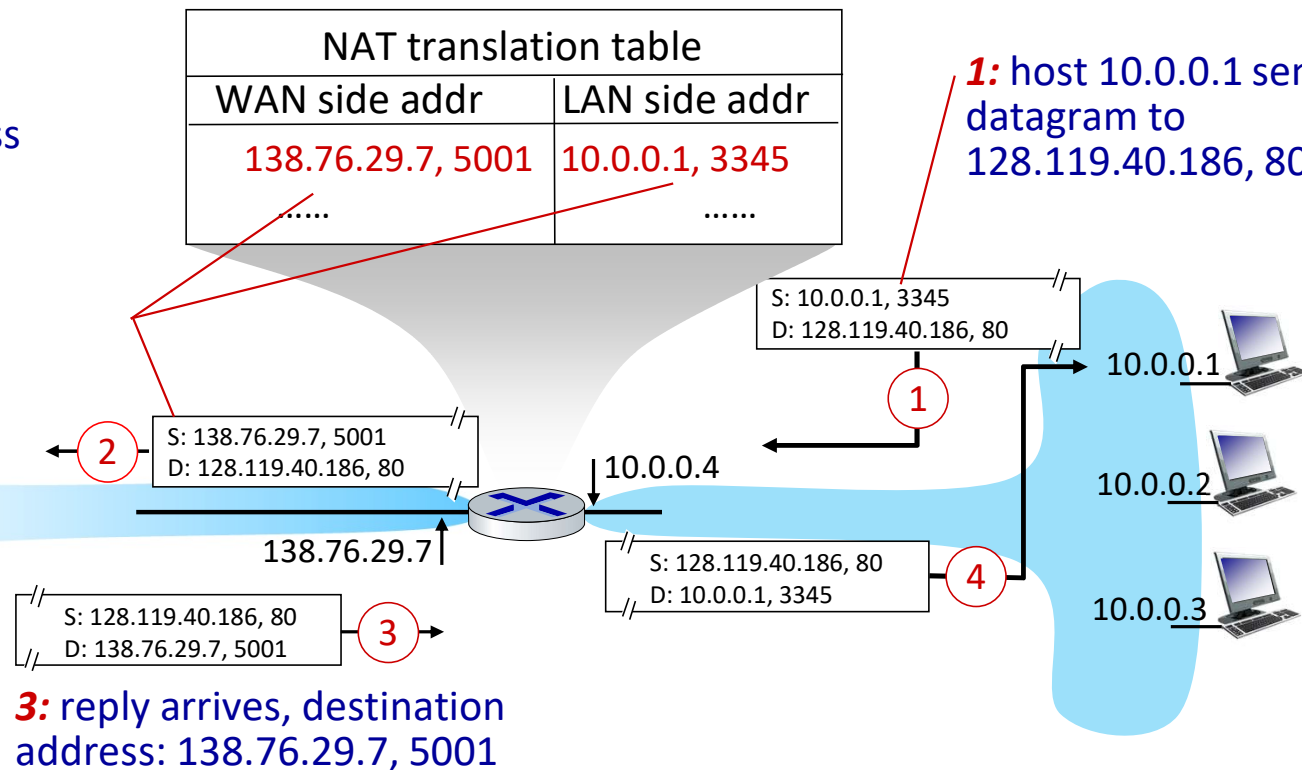 NAT translation table
WAN side addr LAN side addr
138.76.29.7, 5001 10.0.0.1, 3345
...... ......
1: host 10.0.0.1
datagram to
128.119.40.186, 80
S: 10.0.0.1, 3345
D: 128.119.40.186, 80
1
10.0.0.1
2
S: 138.76.29.7, 5001
D: 128.119.40.186, 80
10.0.0.4
10.0.0.2
138.76.29.7
S: 128.119.40.186, 80
D: 10.0.0.1, 3345
4
10.0.0.3
S: 128.119.40.186, 80
D: 138.76.29.7, 5001
3
3: reply arrives, destination
address: 138.76.29.7, 5001